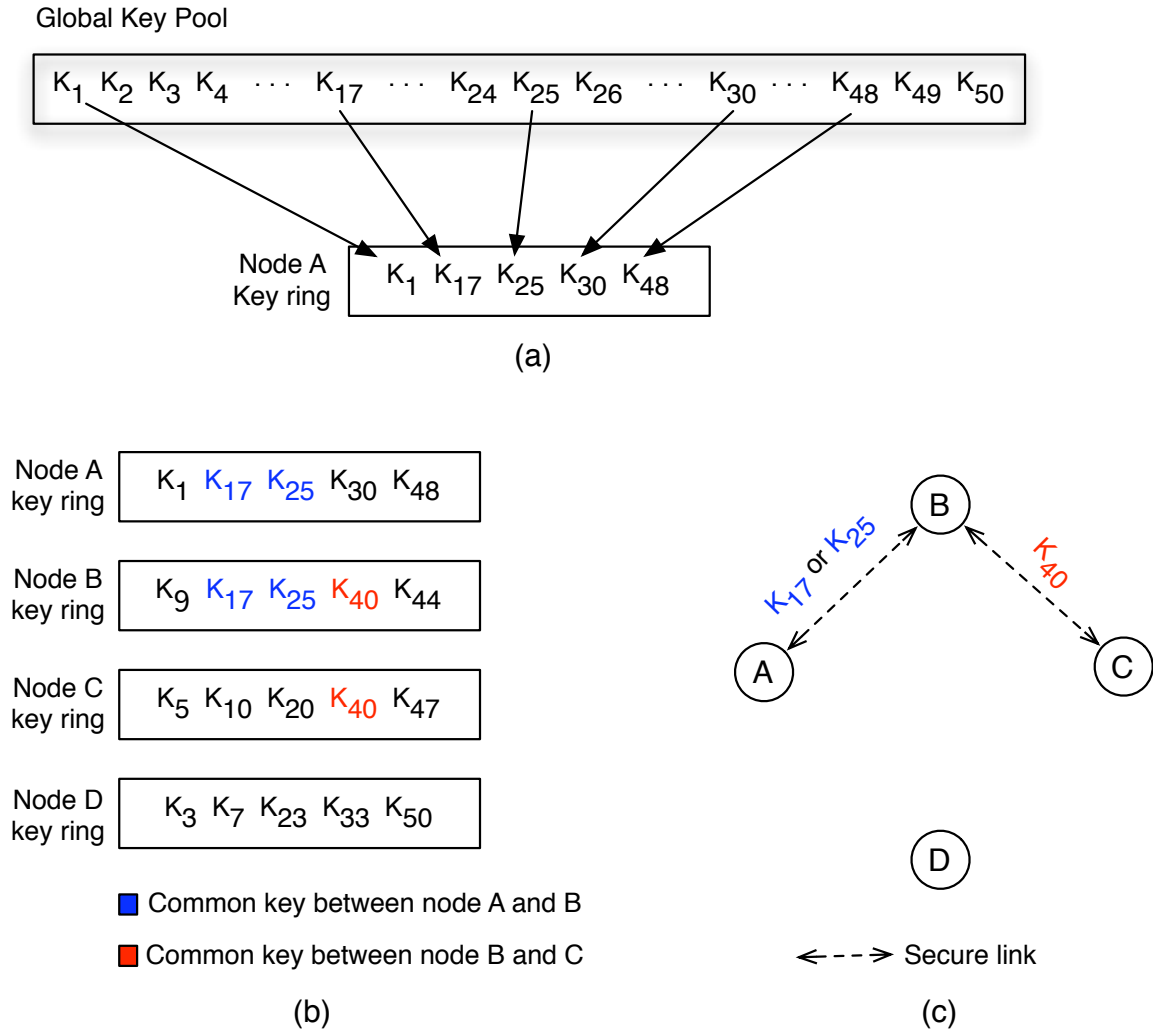 Global Key Pool
K1 K2 K3 K4 ··· K17 ··· K24 K25 K26 ··· K30 ··· K48 K49 K50
Node A
Key ring
K1 K17 K25 K30 K48
(a)
Node A
key ring
K1 K17 K25 K30 K48
Node B
key ring
K9 K17 K25 K40 K44
Node C
key ring
K5 K10 K20 K40 K47
Node D
key ring
K3 K7 K23 K33 K50
Common key between node A and B
Common key between node B and C
(b)
B
K17 or K25
K40
A
C
D
Secure link
(c)